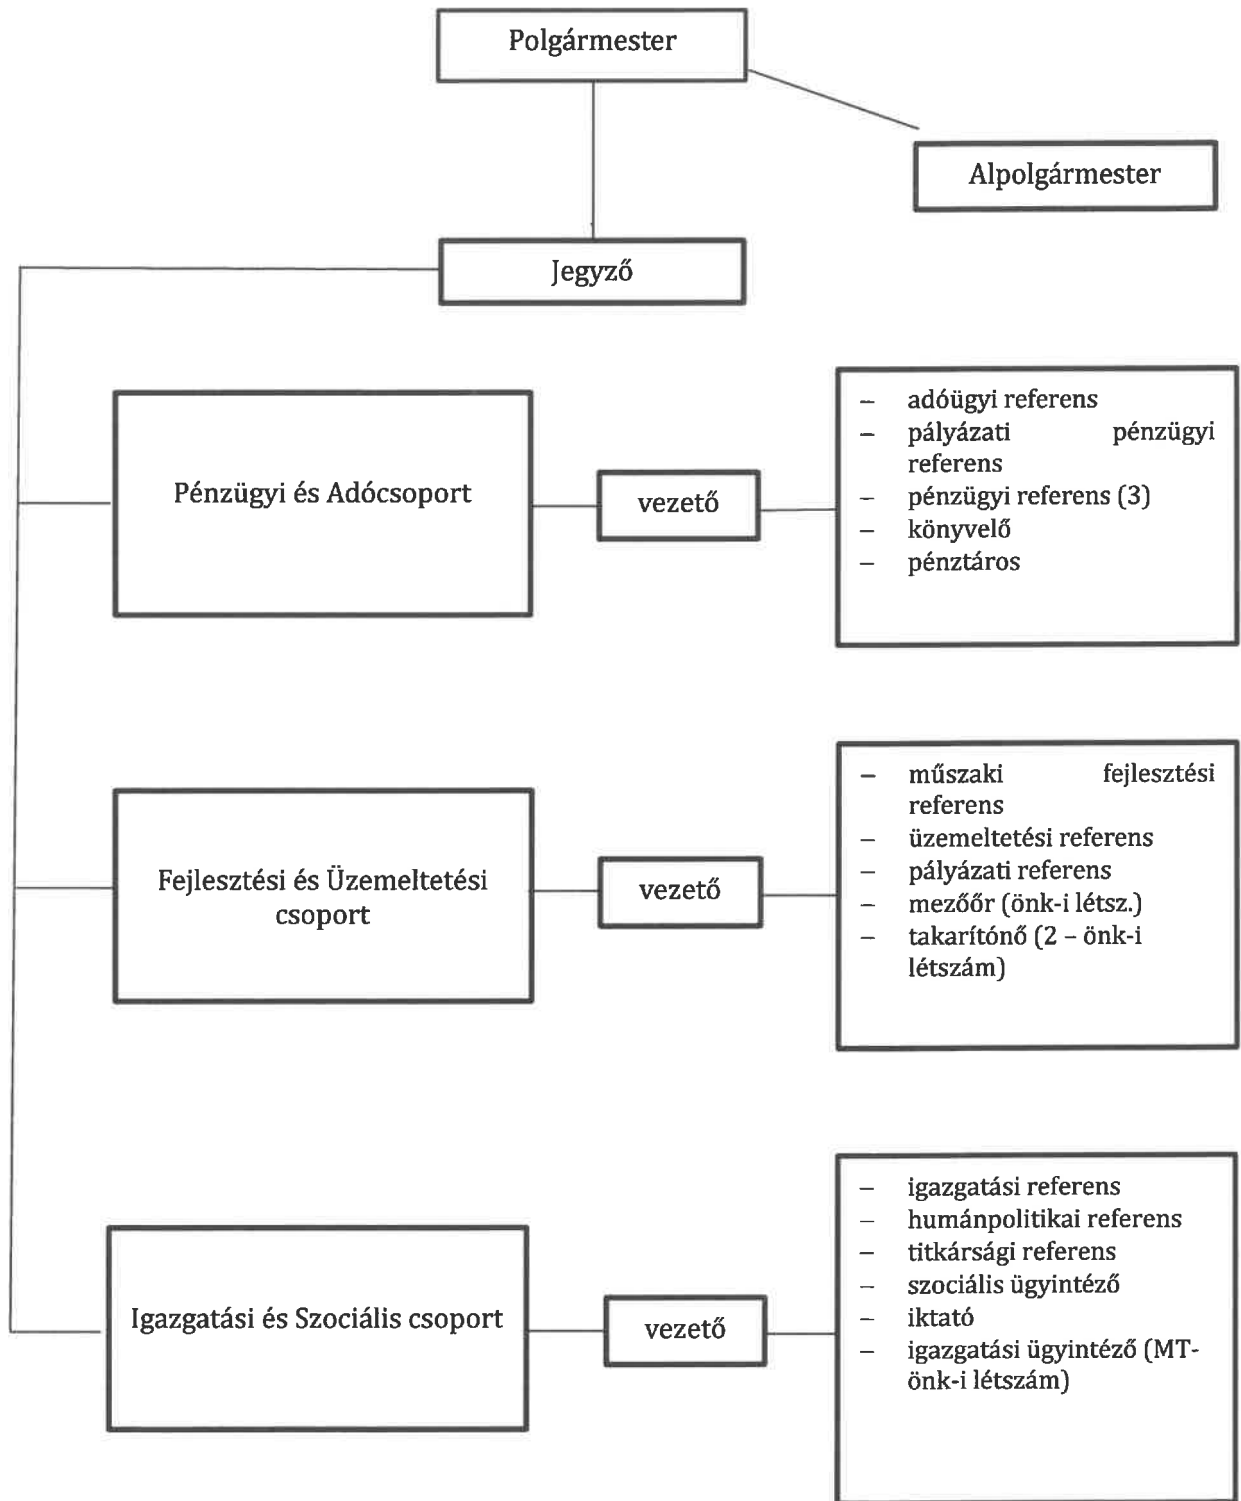 Polgármester
Alpolgármester
Jegyző
Pénzügyi és Adócsoport
vezető
– adóügyi referens
– pályázati pénzügyi
referens
– pénzügyi referens (3)
– könyvelő
– pénztáros
Fejlesztési és Üzemeltetési
csoport
vezető
– műszaki fejlesztési
referens
– üzemeltetési referens
– pályázati referens
– mezőőr (önk-i létsz.)
– takarítónő (2 – önk-i
létszám)
Igazgatási és Szociális csoport
vezető
– igazgatási referens
– humánpolitikai referens
– titkársági referens
– szociális ügyintéző
– iktató
– igazgatási ügyintéző (MT-
önk-i létszám)